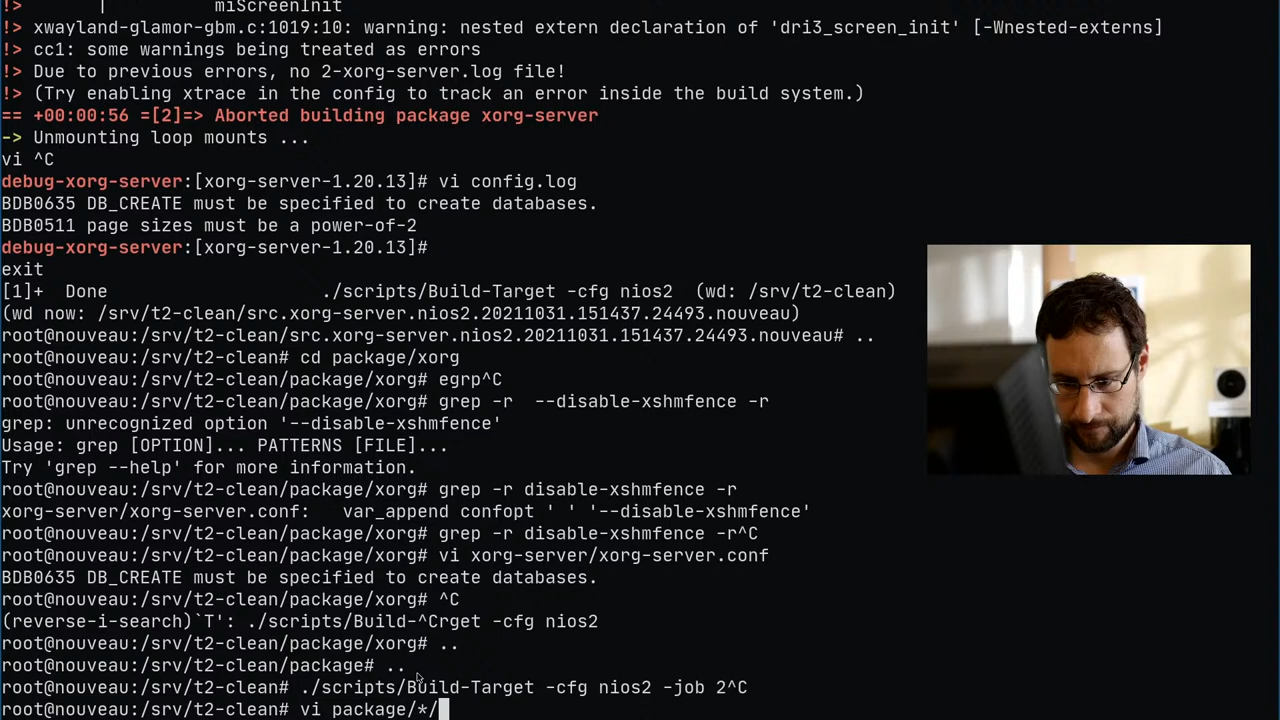 !>      |          miScreenInit
!> xwayland-glamor-gbm.c:1019:10: warning: nested extern declaration of 'dri3_screen_init' [-Wnested-externs]
!> cc1: some warnings being treated as errors
!> Due to previous errors, no 2-xorg-server.log file!
!> (Try enabling xtrace in the config to track an error inside the build system.)
== +00:00:56 =[2]=> Aborted building package xorg-server
-> Unmounting loop mounts ...
vi ^C
debug-xorg-server:[xorg-server-1.20.13]# vi config.log
BDB0635 DB_CREATE must be specified to create databases.
BDB0511 page sizes must be a power-of-2
debug-xorg-server:[xorg-server-1.20.13]#
exit
[1]+  Done                    ./scripts/Build-Target -cfg nios2  (wd: /srv/t2-clean)
(wd now: /srv/t2-clean/src.xorg-server.nios2.20211031.151437.24493.nouveau)
root@nouveau:/srv/t2-clean/src.xorg-server.nios2.20211031.151437.24493.nouveau# ..
root@nouveau:/srv/t2-clean# cd package/xorg
root@nouveau:/srv/t2-clean/package/xorg# egrp^C
root@nouveau:/srv/t2-clean/package/xorg# grep -r  --disable-xshmfence -r
grep: unrecognized option '--disable-xshmfence'
Usage: grep [OPTION]... PATTERNS [FILE]...
Try 'grep --help' for more information.
root@nouveau:/srv/t2-clean/package/xorg# grep -r disable-xshmfence -r
xorg-server/xorg-server.conf:   var_append confopt ' ' '--disable-xshmfence'
root@nouveau:/srv/t2-clean/package/xorg# grep -r disable-xshmfence -r^C
root@nouveau:/srv/t2-clean/package/xorg# vi xorg-server/xorg-server.conf
BDB0635 DB_CREATE must be specified to create databases.
root@nouveau:/srv/t2-clean/package/xorg# ^C
(reverse-i-search)`T': ./scripts/Build-^Crget -cfg nios2
root@nouveau:/srv/t2-clean/package/xorg# ..
root@nouveau:/srv/t2-clean/package# ..
root@nouveau:/srv/t2-clean# ./scripts/Build-Target -cfg nios2 -job 2^C
root@nouveau:/srv/t2-clean# vi package/*/